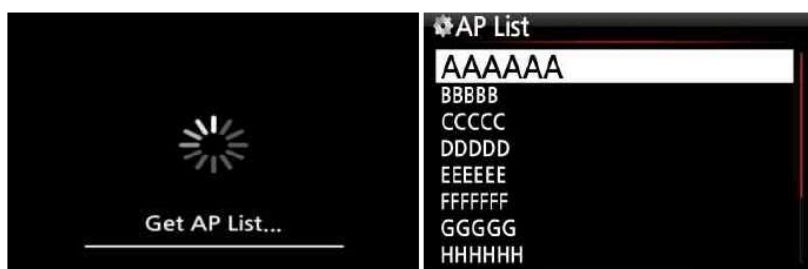 Get AP List...
AP List
AAAAAA
BBBBB
CCCCC
DDDDD
EEEEEE
FFFFFFF
GGGGG
HHHHHH